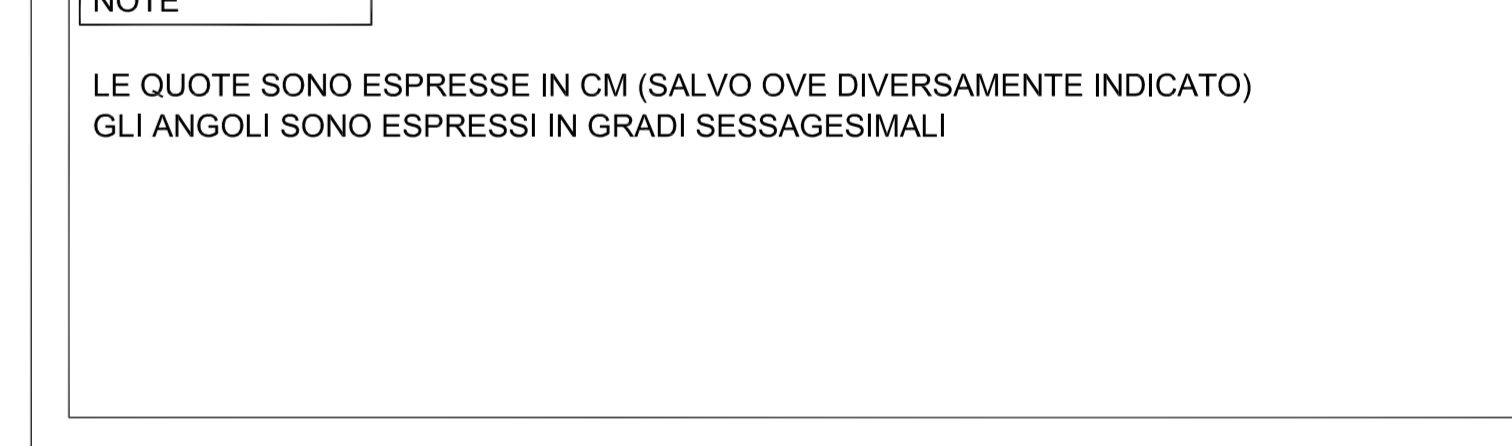 NOTE
LE QUOTE SONO ESPRESSE IN CM (SALVO OVE DIVERSAMENTE INDICATO)
GLI ANGOLI SONO ESPRESSI IN GRADI SESSAGESIMALI